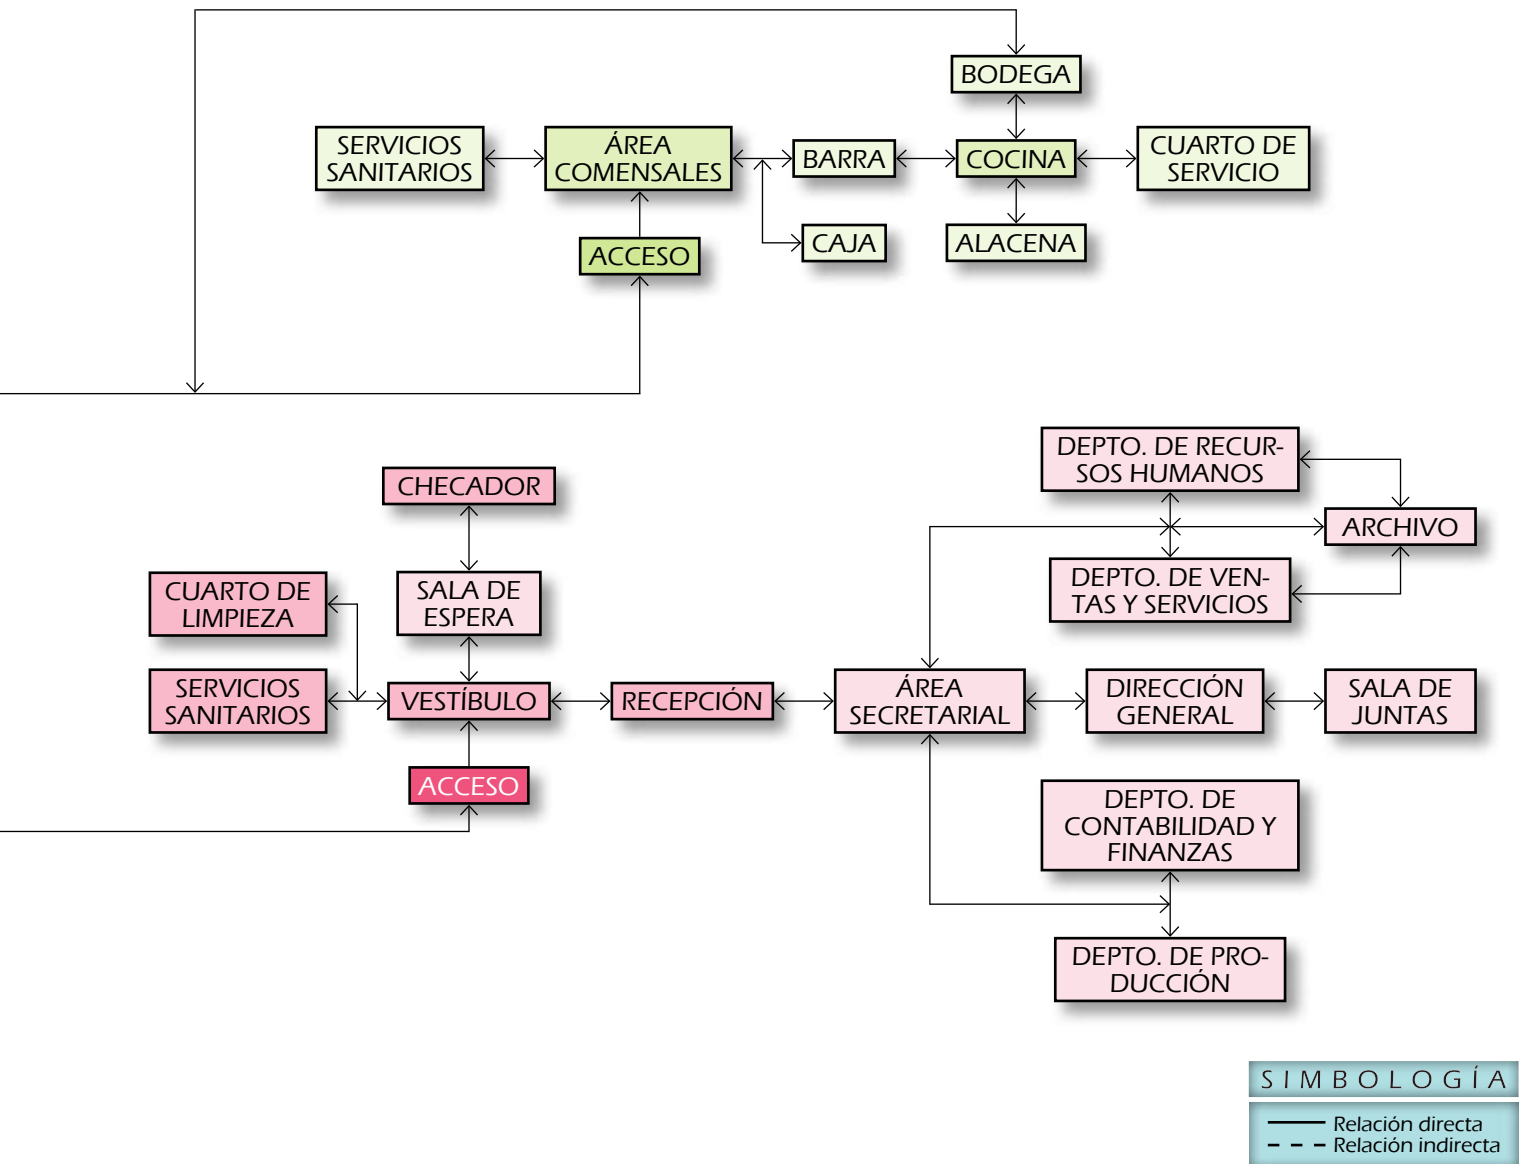 BODEGA
SERVICIOS
SANITARIOS
ÁREA
COMENSALES
BARRA
COCINA
CUARTO DE
SERVICIO
ACCESO
CAJA
ALACENA
DEPTO. DE RECUR-
SOS HUMANOS
CHECADOR
ARCHIVO
CUARTO DE
LIMPIEZA
SALA DE
ESPERA
DEPTO. DE VEN-
TAS Y SERVICIOS
SERVICIOS
SANITARIOS
VESTÍBULO
RECEPCIÓN
ÁREA
SECRETARIAL
DIRECCIÓN
GENERAL
SALA DE
JUNTAS
ACCESO
DEPTO. DE
CONTABILIDAD Y
FINANZAS
DEPTO. DE PRO-
DUCCIÓN
SIMBOLOGÍA
Relación directa
Relación indirecta